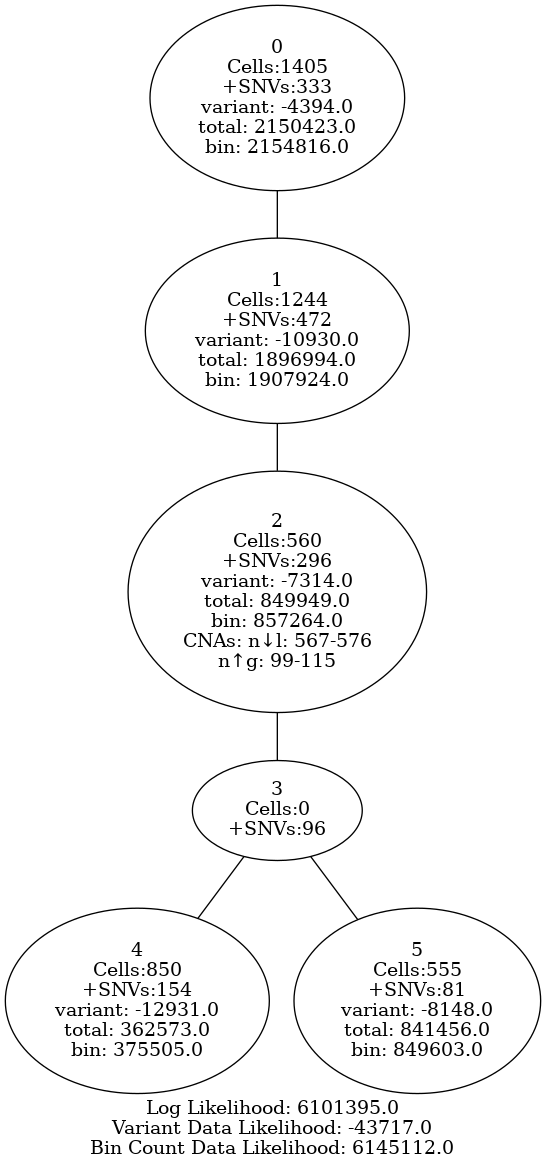 0
Cells:1405
+SNVs:333
variant: -4394.0
total: 2150423.0
bin: 2154816.0
1
Cells:1244
+SNVs:472
variant: -10930.0
total: 1896994.0
bin: 1907924.0
2
Cells:560
+SNVs:296
variant: -7314.0
total: 849949.0
bin: 857264.0
CNAs: n↓l: 567-576
n↑g: 99-115
3
Cells:0
+SNVs:96
4
Cells:850
+SNVs:154
variant: -12931.0
total: 362573.0
bin: 375505.0
5
Cells:555
+SNVs:81
variant: -8148.0
total: 841456.0
bin: 849603.0
Log Likelihood: 6101395.0
Variant Data Likelihood: -43717.0
Bin Count Data Likelihood: 6145112.0